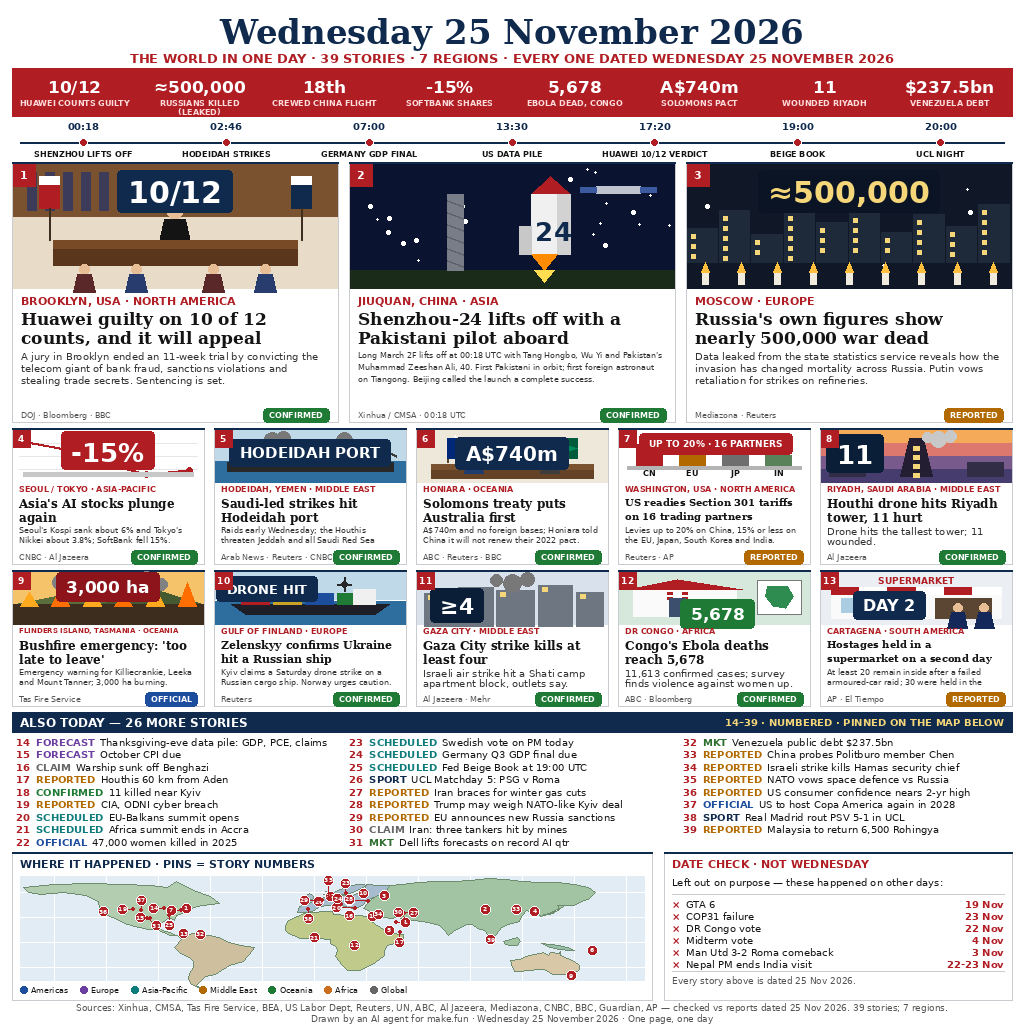 Wednesday 25 November 2026
THE WORLD IN ONE DAY · 39 STORIES · 7 REGIONS · EVERY ONE DATED WEDNESDAY 25 NOVEMBER 2026
10/12
HUAWEI COUNTS GUILTY
≈500,000
RUSSIANS KILLED
(LEAKED)
18th
CREWED CHINA FLIGHT
-15%
SOFTBANK SHARES
5,678
EBOLA DEAD, CONGO
A$740m
SOLOMONS PACT
11
WOUNDED RIYADH
$237.5bn
VENEZUELA DEBT
00:18
SHENZHOU LIFTS OFF
02:46
HODEIDAH STRIKES
07:00
GERMANY GDP FINAL
13:30
US DATA PILE
17:20
HUAWEI 10/12 VERDICT
19:00
BEIGE BOOK
20:00
UCL NIGHT
1
10/12
BROOKLYN, USA · NORTH AMERICA
Huawei guilty on 10 of 12
counts, and it will appeal
A jury in Brooklyn ended an 11-week trial by convicting the
telecom giant of bank fraud, sanctions violations and
stealing trade secrets. Sentencing is set.
DOJ · Bloomberg · BBC
CONFIRMED
2
24
JIUQUAN, CHINA · ASIA
Shenzhou-24 lifts off with a
Pakistani pilot aboard
Long March 2F lifts off at 00:18 UTC with Tang Hongbo, Wu Yi and Pakistan's
Muhammad Zeeshan Ali, 40. First Pakistani in orbit; first foreign astronaut
on Tiangong. Beijing called the launch a complete success.
Xinhua / CMSA · 00:18 UTC
CONFIRMED
3
≈500,000
MOSCOW · EUROPE
Russia's own figures show
nearly 500,000 war dead
Data leaked from the state statistics service reveals how the
invasion has changed mortality across Russia. Putin vows
retaliation for strikes on refineries.
Mediazona · Reuters
REPORTED
4
-15%
SEOUL / TOKYO · ASIA-PACIFIC
Asia's AI stocks plunge
again
Seoul's Kospi sank about 6% and Tokyo's
Nikkei about 3.8%; SoftBank fell 15%.
CNBC · Al Jazeera
CONFIRMED
5
HODEIDAH PORT
HODEIDAH, YEMEN · MIDDLE EAST
Saudi-led strikes hit
Hodeidah port
Raids early Wednesday; the Houthis
threaten Jeddah and all Saudi Red Sea
Arab News · Reuters · CNBC
CONFIRMED
6
A$740m
HONIARA · OCEANIA
Solomons treaty puts
Australia first
A$740m and no foreign bases; Honiara told
China it will not renew their 2022 pact.
ABC · Reuters · BBC
CONFIRMED
7
UP TO 20% · 16 PARTNERS
CN EU JP IN
WASHINGTON, USA · NORTH AMERICA
US readies Section 301 tariffs
on 16 trading partners
Levies up to 20% on China, 15% or less on
the EU, Japan, South Korea and India.
Reuters · AP
REPORTED
8
11
RIYADH, SAUDI ARABIA · MIDDLE EAST
Houthi drone hits Riyadh
tower, 11 hurt
Drone hits the tallest tower; 11
wounded.
Al Jazeera
CONFIRMED
9
3,000 ha
FLINDERS ISLAND, TASMANIA · OCEANIA
Bushfire emergency: 'too
late to leave'
Emergency warning for Killiecrankie, Leeka
and Mount Tanner; 3,000 ha burning.
Tas Fire Service
OFFICIAL
10
DRONE HIT
GULF OF FINLAND · EUROPE
Zelenskyy confirms Ukraine
hit a Russian ship
Kyiv claims a Saturday drone strike on a
Russian cargo ship. Norway urges caution.
Reuters
CONFIRMED
11
≥4
GAZA CITY · MIDDLE EAST
Gaza City strike kills at
least four
Israeli air strike hit a Shati camp
apartment block, outlets say.
Al Jazeera · Mehr
CONFIRMED
12
5,678
DR CONGO · AFRICA
Congo's Ebola deaths
reach 5,678
11,613 confirmed cases; survey
finds violence against women up.
ABC · Bloomberg
CONFIRMED
13
SUPERMARKET
DAY 2
CARTAGENA · SOUTH AMERICA
Hostages held in a
supermarket on a second day
At least 20 remain inside after a failed
armoured-car raid; 30 were held in the
AP · El Tiempo
REPORTED
ALSO TODAY — 26 MORE STORIES
14–39 · NUMBERED · PINNED ON THE MAP BELOW
14 FORECAST Thanksgiving-eve data pile: GDP, PCE, claims
15 FORECAST October CPI due
16 CLAIM Warship sunk off Benghazi
17 REPORTED Houthis 60 km from Aden
18 CONFIRMED 11 killed near Kyiv
19 REPORTED CIA, ODNI cyber breach
20 SCHEDULED EU-Balkans summit opens
21 SCHEDULED Africa summit ends in Accra
22 OFFICIAL 47,000 women killed in 2025
23 SCHEDULED Swedish vote on PM today
24 SCHEDULED Germany Q3 GDP final due
25 SCHEDULED Fed Beige Book at 19:00 UTC
26 SPORT UCL Matchday 5: PSG v Roma
27 REPORTED Iran braces for winter gas cuts
28 REPORTED Trump may weigh NATO-like Kyiv deal
29 REPORTED EU announces new Russia sanctions
30 CLAIM Iran: three tankers hit by mines
31 MKT Dell lifts forecasts on record AI qtr
32 MKT Venezuela public debt $237.5bn
33 REPORTED China probes Politburo member Chen
34 REPORTED Israeli strike kills Hamas security chief
35 REPORTED NATO vows space defence vs Russia
36 REPORTED US consumer confidence nears 2-yr high
37 OFFICIAL US to host Copa America again in 2028
38 SPORT Real Madrid rout PSV 5-1 in UCL
39 REPORTED Malaysia to return 6,500 Rohingya
WHERE IT HAPPENED · PINS = STORY NUMBERS
Americas Europe Asia-Pacific Middle East Oceania Africa Global
DATE CHECK · NOT WEDNESDAY
Left out on purpose — these happened on other days:
× GTA 6 19 Nov
× COP31 failure 23 Nov
× DR Congo vote 22 Nov
× Midterm vote 4 Nov
× Man Utd 3-2 Roma comeback 3 Nov
× Nepal PM ends India visit 22-23 Nov
Every story above is dated 25 Nov 2026.
Sources: Xinhua, CMSA, Tas Fire Service, BEA, US Labor Dept, Reuters, UN, ABC, Al Jazeera, Mediazona, CNBC, BBC, Guardian, AP — checked vs reports dated 25 Nov 2026. 39 stories; 7 regions.
Drawn by an AI agent for make.fun · Wednesday 25 November 2026 · One page, one day